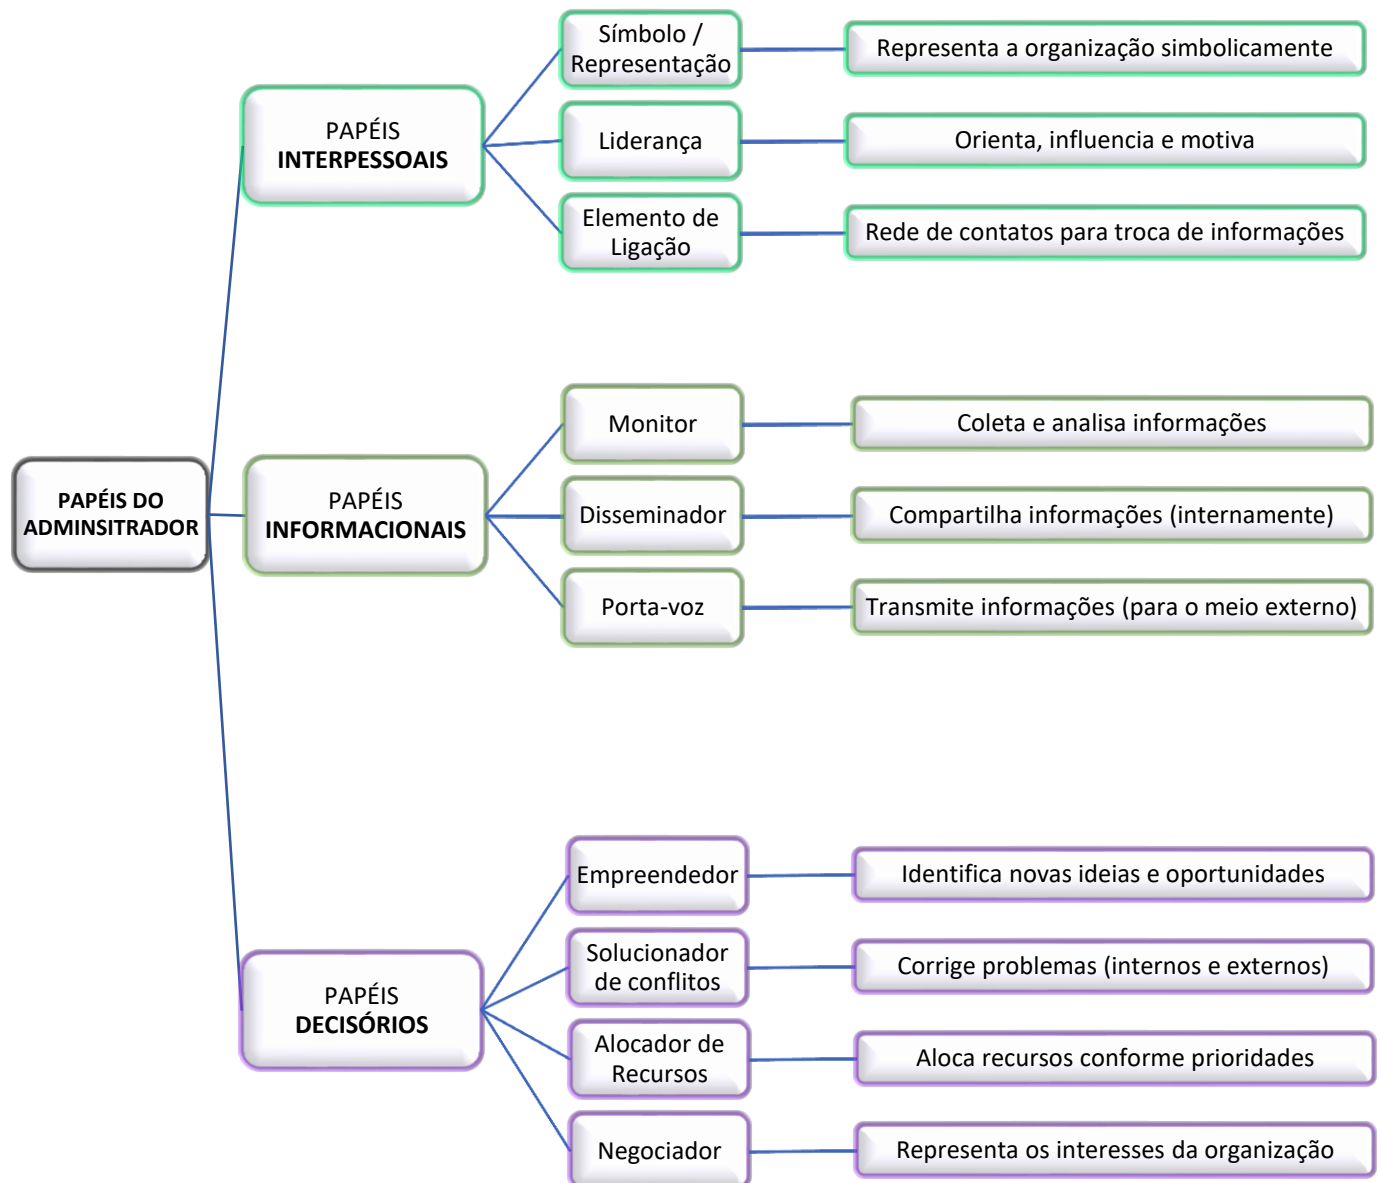 PAPÉIS DO
ADMINSITRADOR
PAPÉIS
INTERPESSOAIS
Símbolo /
Representação
Representa a organização simbolicamente
Liderança
Orienta, influencia e motiva
Elemento de
Ligação
Rede de contatos para troca de informações
PAPÉIS
INFORMACIONAIS
Monitor
Coleta e analisa informações
Disseminador
Compartilha informações (internamente)
Porta-voz
Transmite informações (para o meio externo)
PAPÉIS
DECISÓRIOS
Empreendedor
Identifica novas ideias e oportunidades
Solucionador
de conflitos
Corrige problemas (internos e externos)
Alocador de
Recursos
Aloca recursos conforme prioridades
Negociador
Representa os interesses da organização